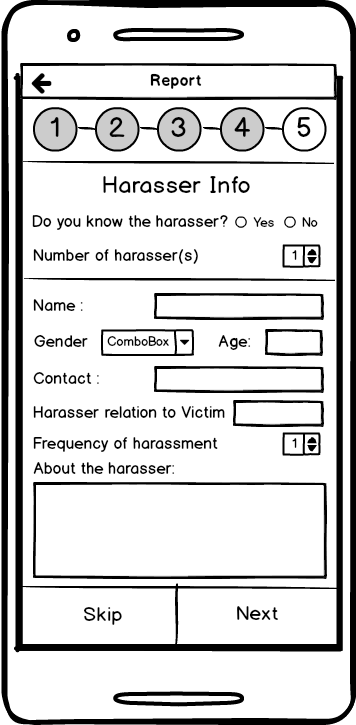 Report
1 2 3 4 5
Harasser Info
Do you know the harasser? Yes No
Number of harasser(s) 1
Name :
Gender ComboBox Age:
Contact :
Harasser relation to Victim
Frequency of harassment 1
About the harasser:
Skip Next